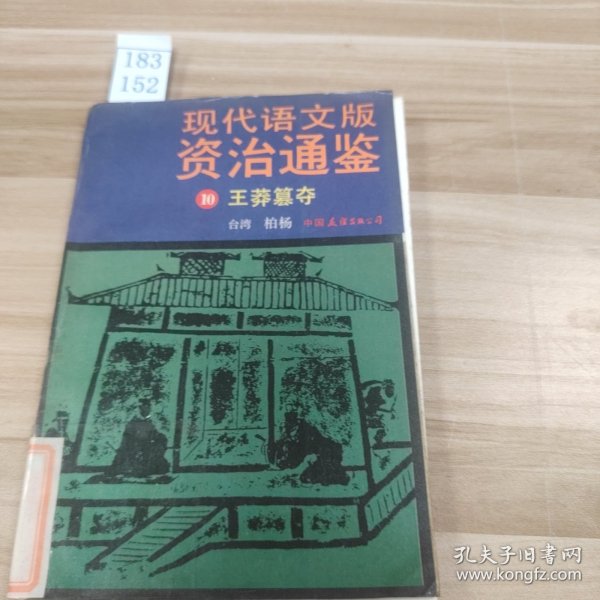 183
152
现代语文版
资治通鉴
10 王莽篡夺
台湾 柏杨 中国友谊出版公司
孔夫子旧书网
www.kongfz.com